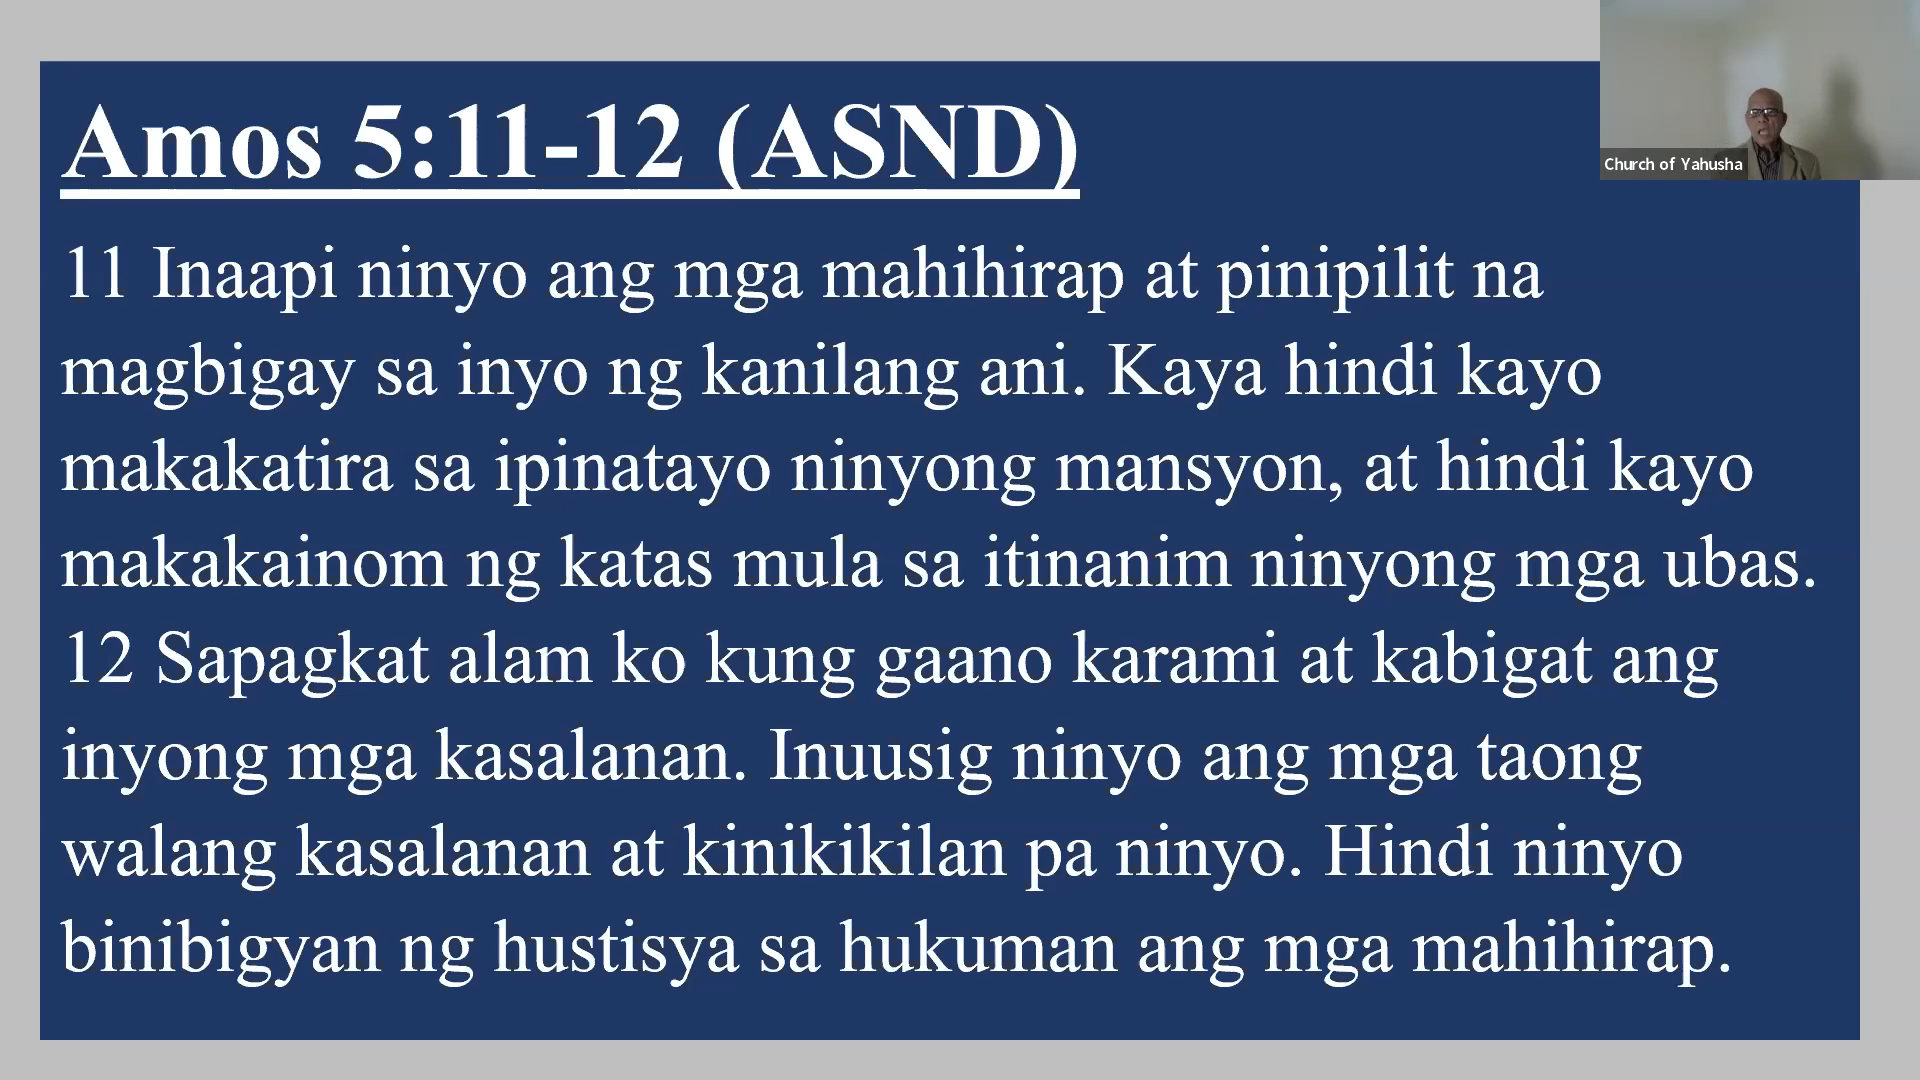 Amos 5:11-12 (ASND)
Church of Yahusha
11 Inaapi ninyo ang mga mahihirap at pinipilit na
magbigay sa inyo ng kanilang ani. Kaya hindi kayo
makakatira sa ipinatayo ninyong mansyon, at hindi kayo
makakainom ng katas mula sa itinanim ninyong mga ubas.
12 Sapagkat alam ko kung gaano karami at kabigat ang
inyong mga kasalanan. Inuusig ninyo ang mga taong
walang kasalanan at kinikikilan pa ninyo. Hindi ninyo
binibigyan ng hustisya sa hukuman ang mga mahihirap.